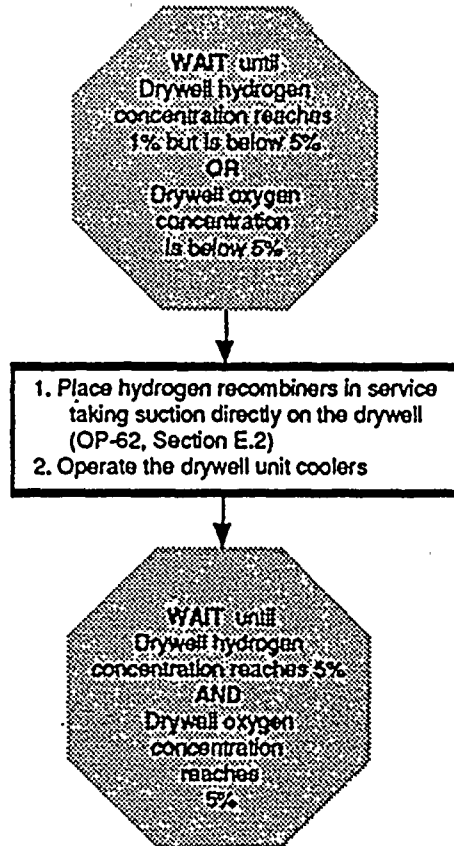 WAIT until
Drywell hydrogen
concentration reaches
1% but is below 5%
OR
Drywell oxygen
concentration
is below 5%
1. Place hydrogen recombiners in service
taking suction directly on the drywell
(OP-62, Section E.2)
2. Operate the drywell unit coolers
WAIT until
Drywell hydrogen
concentration reaches 5%
AND
Drywell oxygen
concentration
reaches
5%